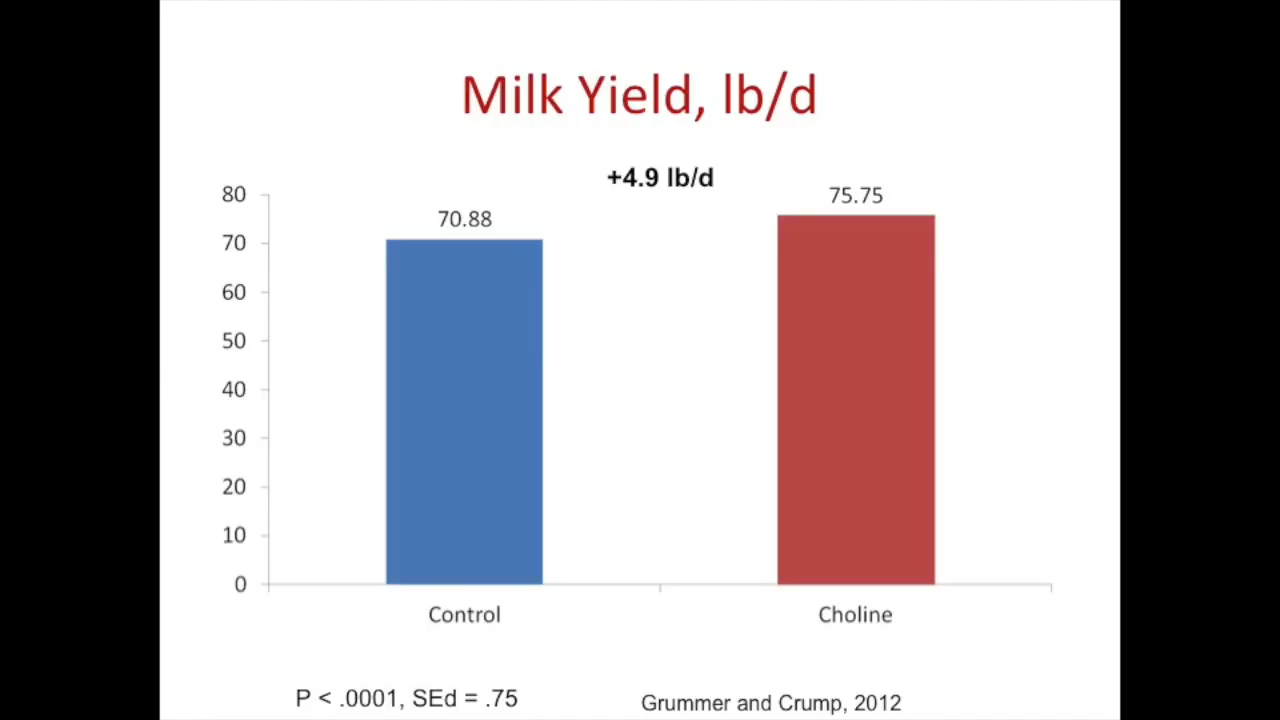 Milk Yield, lb/d
+4.9 lb/d
80
70
60
50
40
30
20
10
0
70.88
75.75
Control
Choline
P < .0001, SEd = .75
Grummer and Crump, 2012